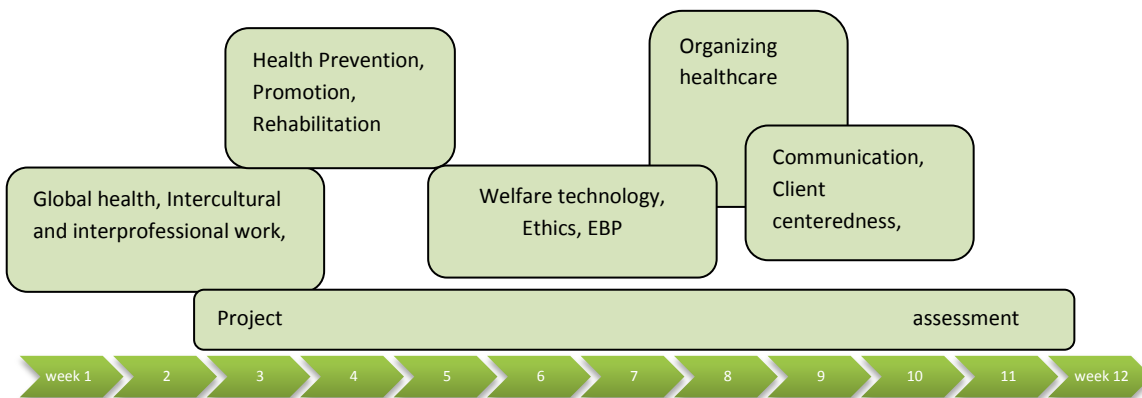 Health Prevention,
Promotion,
Rehabilitation
Organizing
healthcare
Global health, Intercultural
and interprofessional work,
Welfare technology,
Ethics, EBP
Communication,
Client
centeredness,
Project assessment
week 1 2 3 4 5 6 7 8 9 10 11 week 12